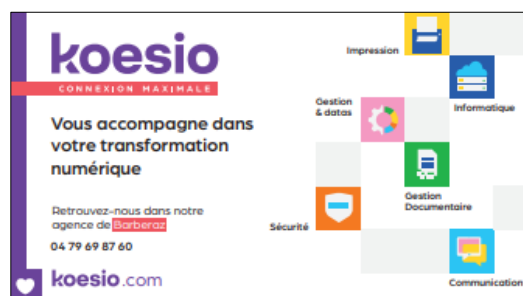 koesio
CONNEXION MAXIMALE
Vous accompagne dans
votre transformation
numérique
Retrouvez-nous dans notre
agence de Barberaz
04 79 69 87 60
koesio.com
Impression
Informatique
Gestion
& datas
Gestion
Documentaire
Sécurité
Communication